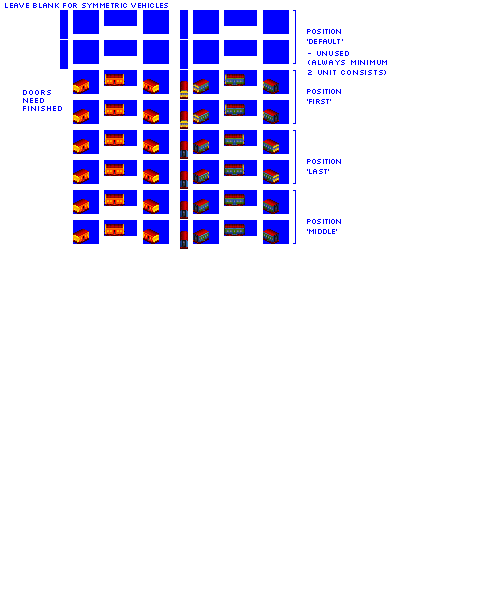 LEAVE BLANK FOR SYMMETRIC VEHICLES
POSITION
'DEFAULT'
- UNUSED
(ALWAYS MINIMUM
2 UNIT CONSISTS)
DOORS
NEED
FINISHED
POSITION
'FIRST'
POSITION
'LAST'
POSITION
'MIDDLE'